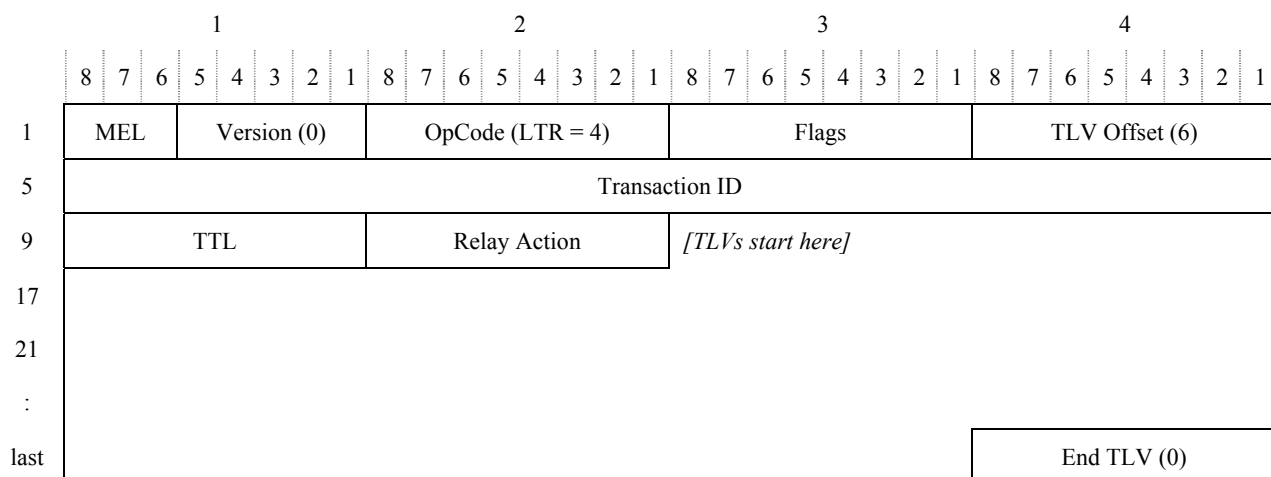 1 2 3 4
8 7 6 5 4 3 2 1 8 7 6 5 4 3 2 1 8 7 6 5 4 3 2 1 8 7 6 5 4 3 2 1
1 MEL Version (0) OpCode (LTR = 4) Flags TLV Offset (6)
5 Transaction ID
9 TTL Relay Action [TLVs start here]
17
21
:
last End TLV (0)